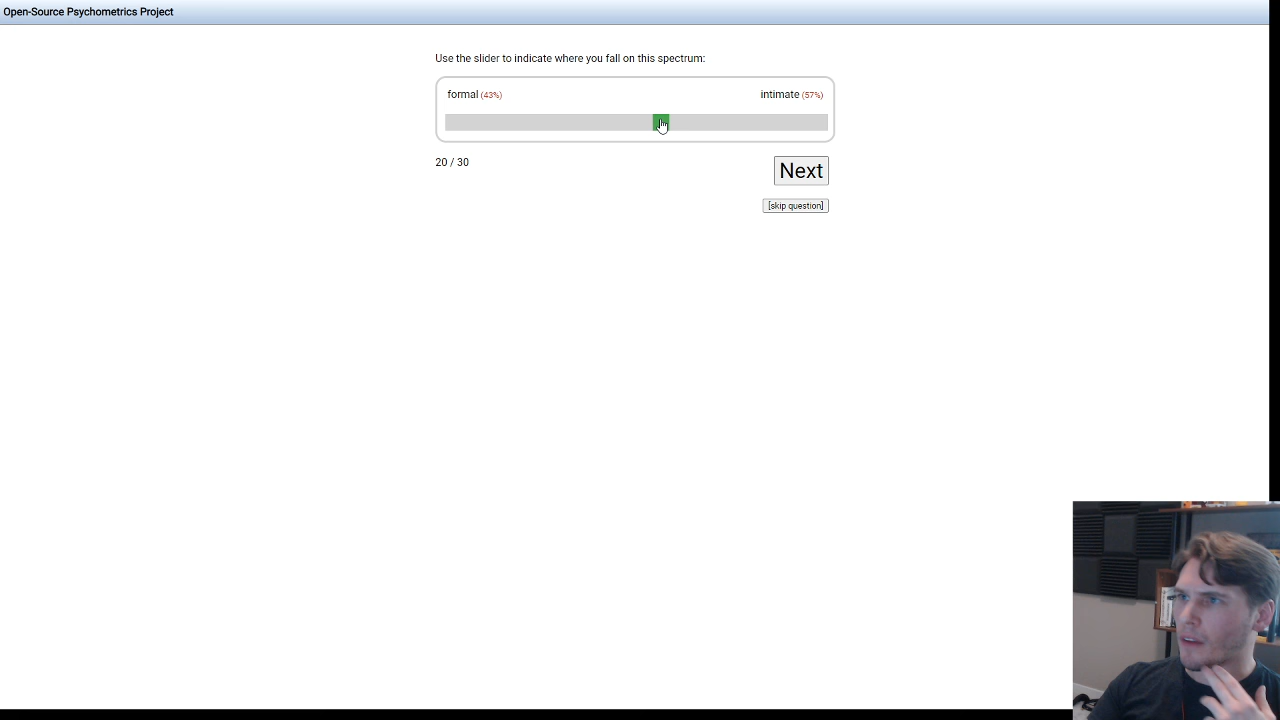 Open-Source Psychometrics Project
Use the slider to indicate where you fall on this spectrum:
formal (43%) intimate (57%)
20 / 30
Next
[skip question]